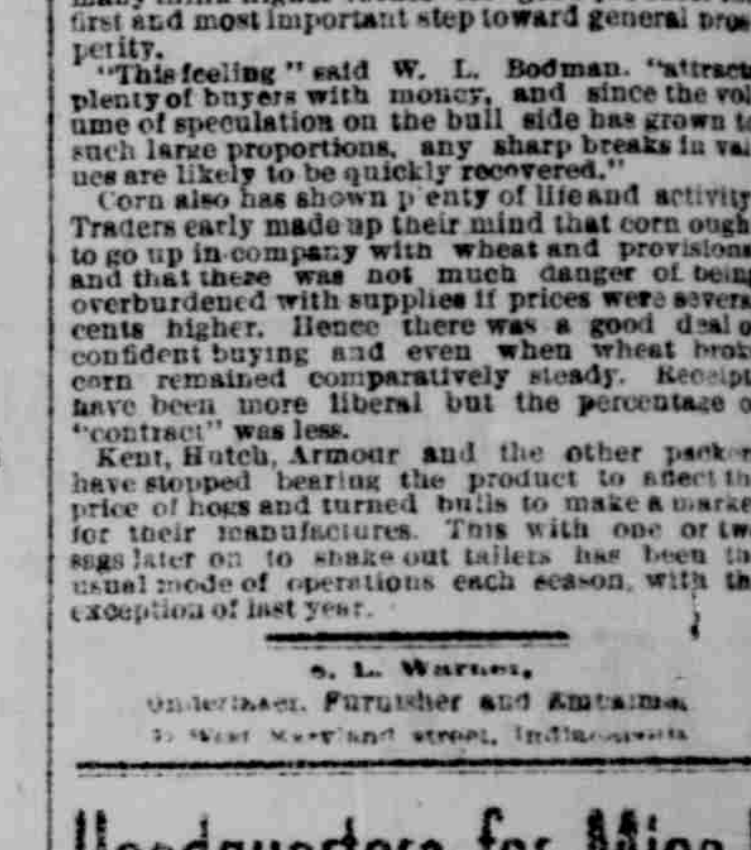 first and most important step toward general pros
perity.
"This feeling" said W. L. Bodman. "attract
plenty of buyers with money, and since the vol
ume of speculation on the bull side has grown t
such large proportions, any sharp breaks in val
ues are likely to be quickly recovered."
Corn also has shown p enty of life and activity
Traders early made up their mind that corn ough
to go up in company with wheat and provisions
and that there was not much danger of bein
overburdened with supplies if prices were severa
cents higher. Hence there was a good deal o
confident buying and even when wheat brok
corn remained comparatively steady. Receipt
have been more liberal but the percentage o
"contract" was less.
Kent, Hutch, Armour and the other packer
have stopped bearing the product to affect th
price of hogs and turned bulls to make a marke
for their manufactures. This with one or tw
sags later on to shake out tailers has been th
usual mode of operations each season, with th
exception of last year.
L. Warner,
Undertaker, Furnisher and Embalmer,
West Maryland street, Indianapolis
Headquarters for